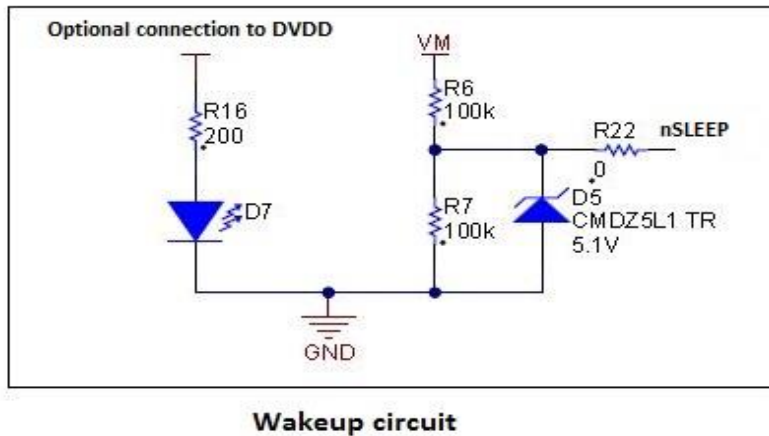 Optional connection to DVDD
VM
R16
200
R6
100k
R22
nSLEEP
0
D7
R7
100k
D5
CMDZ5L1 TR
5.1V
GND
Wakeup circuit